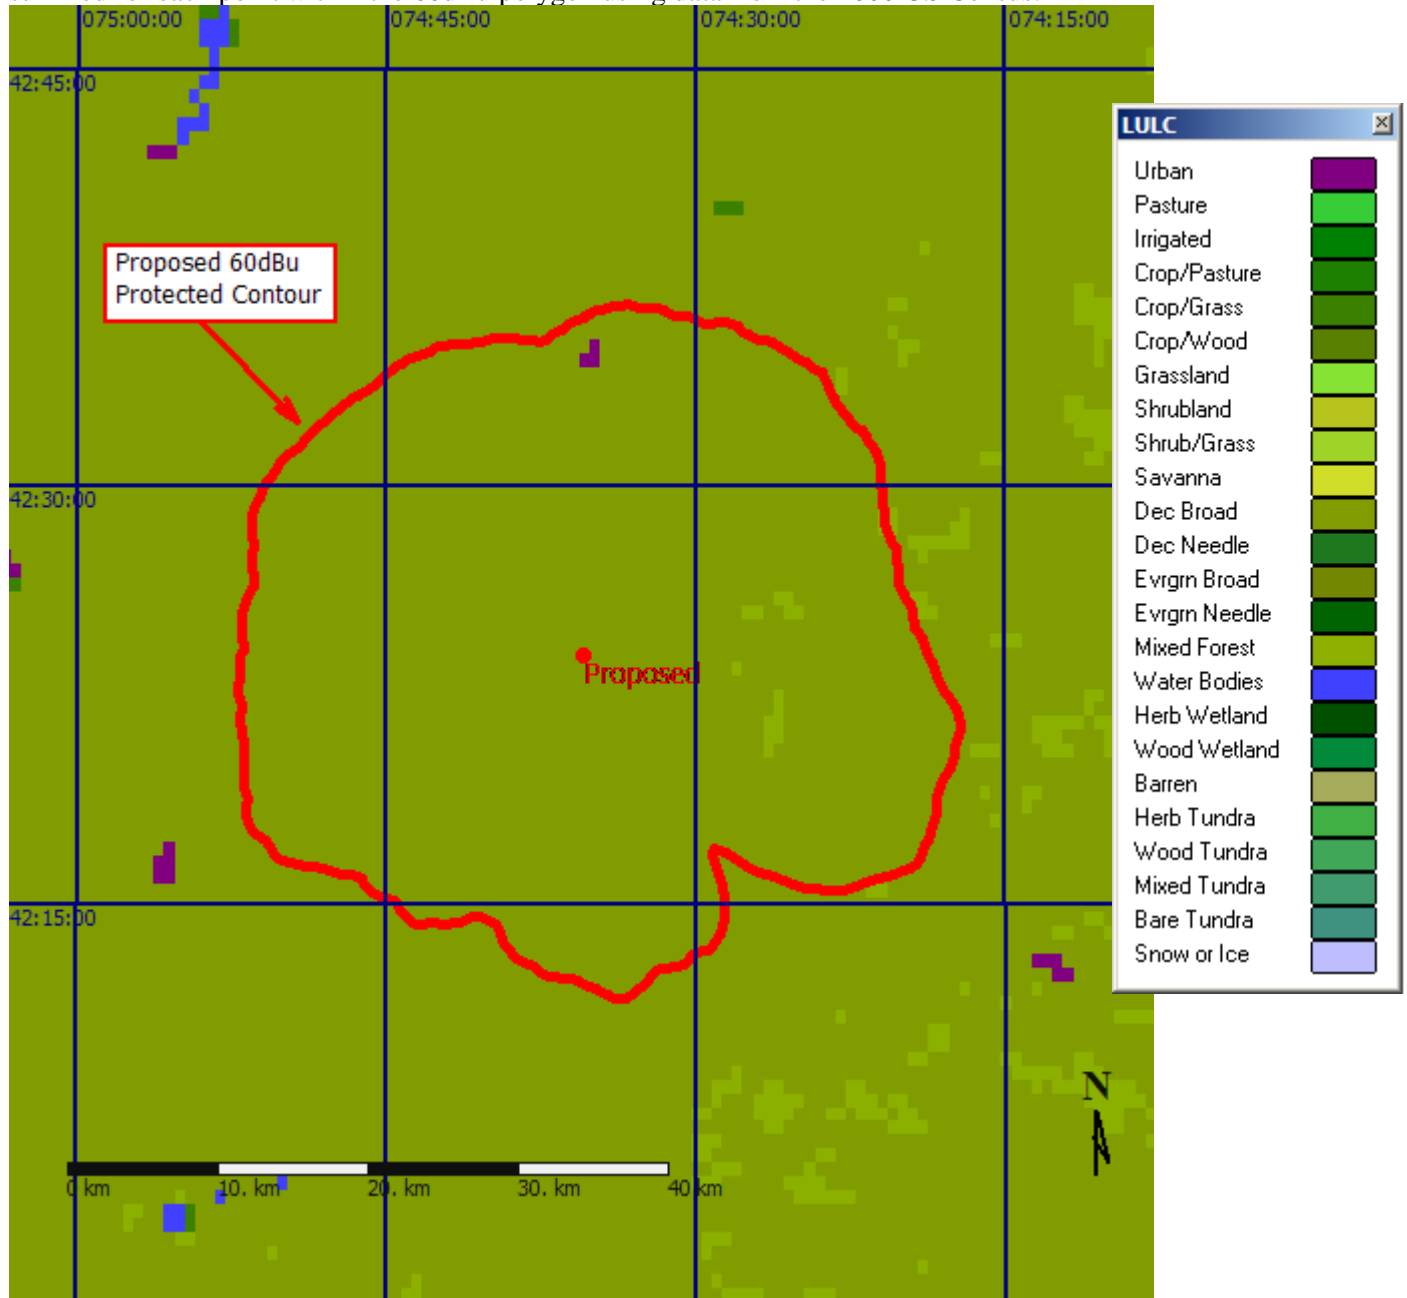 075:00:00
074:45:00
074:30:00
074:15:00
42:45:00
Proposed 60dBu
Protected Contour
42:30:00
Proposed
42:15:00
N
0 km
10. km
20. km
30. km
40 km
LULC
Urban
Pasture
Irrigated
Crop/Pasture
Crop/Grass
Crop/Wood
Grassland
Shrubland
Shrub/Grass
Savanna
Dec Broad
Dec Needle
Evrgrn Broad
Evrgrn Needle
Mixed Forest
Water Bodies
Herb Wetland
Wood Wetland
Barren
Herb Tundra
Wood Tundra
Mixed Tundra
Bare Tundra
Snow or Ice